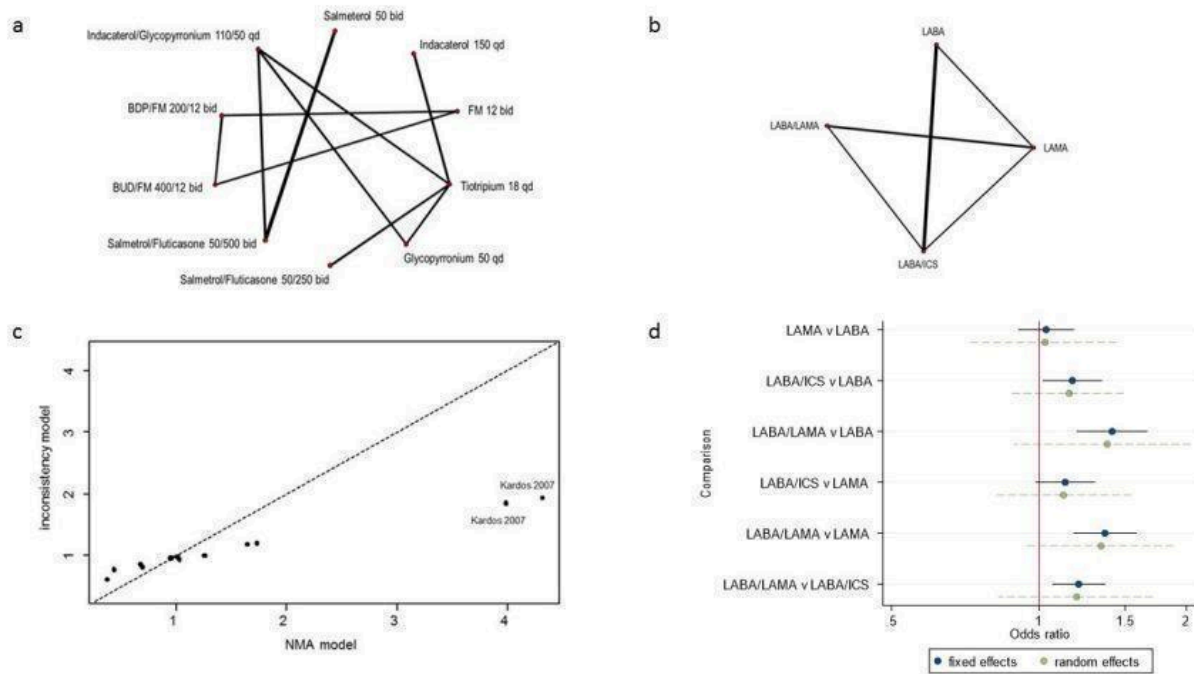 a
Salmeterol 50 bid
Indacaterol/Glycopyrronium 110/50 qd
Indacaterol 150 qd
BDP/FM 200/12 bid
FM 12 bid
BUD/FM 400/12 bid
Tiotripium 18 qd
Salmetrol/Fluticasone 50/500 bid
Glycopyrronium 50 qd
Salmetrol/Fluticasone 50/250 bid
b
LABA
LABA/LAMA
LAMA
LABA/ICS
c
inconsistency model
4
3
2
1
Kardos 2007
Kardos 2007
1 2 3 4
NMA model
d
Comparison
LAMA v LABA
LABA/ICS v LABA
LABA/LAMA v LABA
LABA/ICS v LAMA
LABA/LAMA v LAMA
LABA/LAMA v LABA/ICS
.5 1 1.5 2
Odds ratio
fixed effects random effects